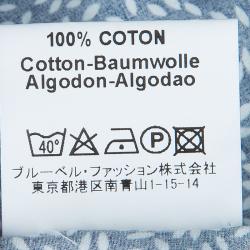 100% COTON
Cotton-Baumwolle
Algodon-Algodao
40° P
ブルーベル・ファッション株式会社
東京都港区南青山1-15-14